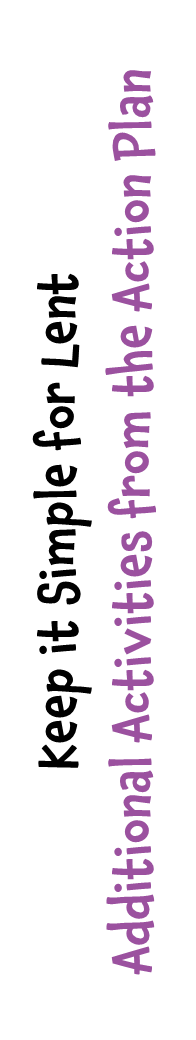 Keep it Simple for Lent
Additional Activities from the Action Plan